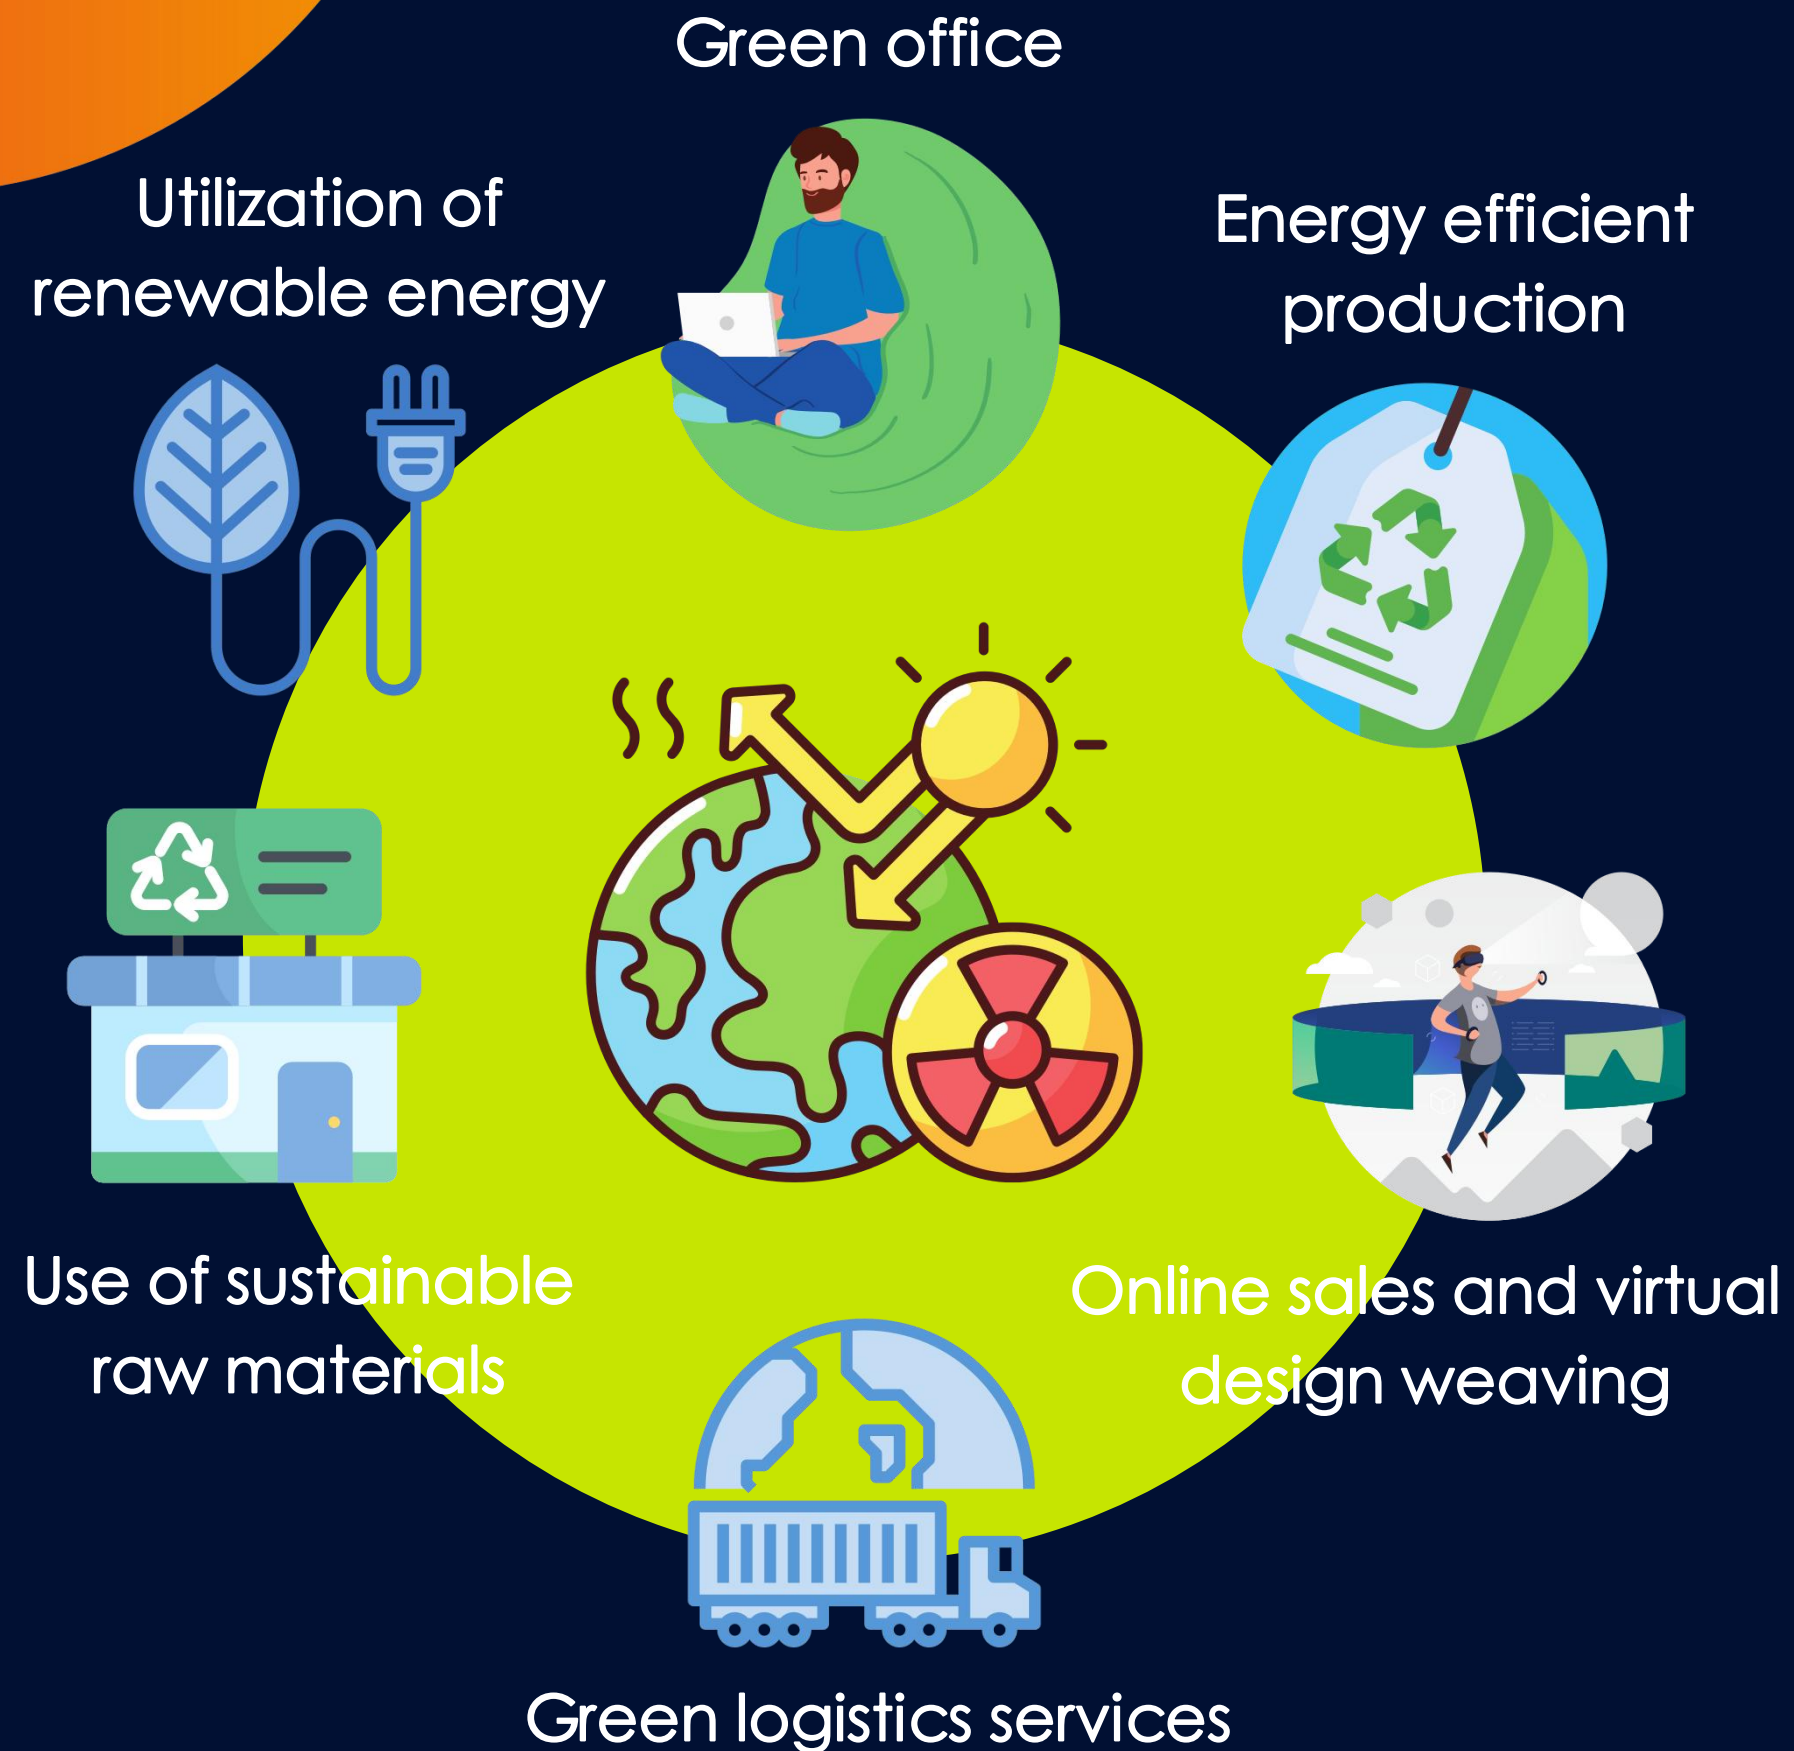 Green office
Utilization of
renewable energy
Energy efficient
production
Use of sustainable
raw materials
Online sales and virtual
design weaving
Green logistics services